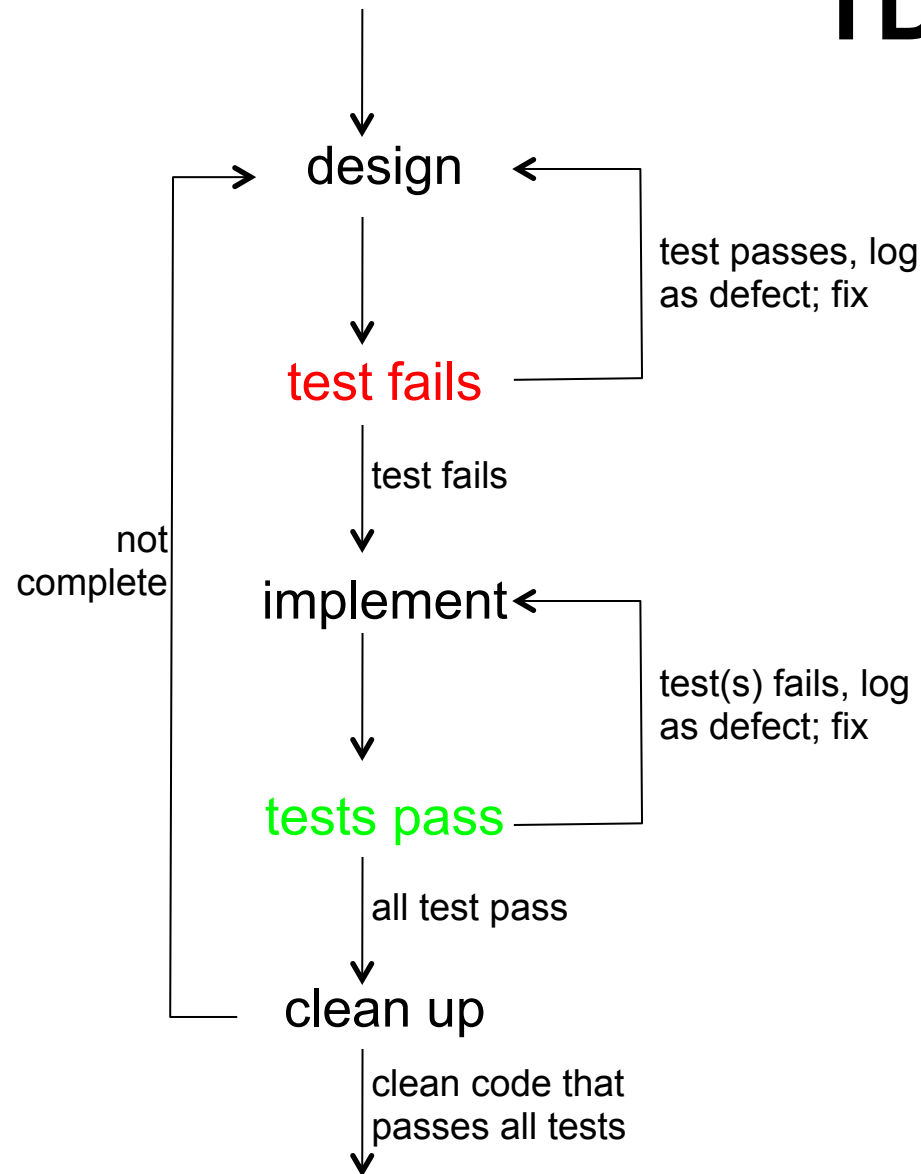 design
test passes, log
as defect; fix
test fails
test fails
not
complete
implement
test(s) fails, log
as defect; fix
tests pass
all test pass
clean up
clean code that
passes all tests